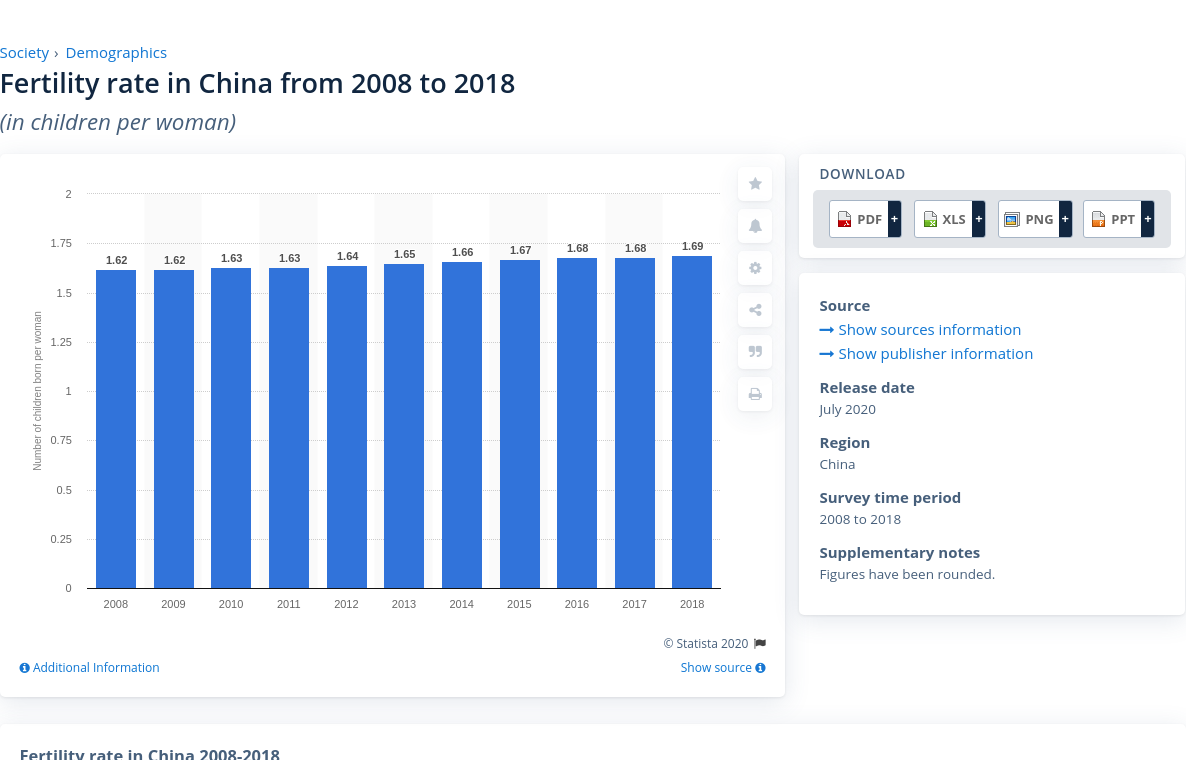 Society › Demographics
Fertility rate in China from 2008 to 2018
(in children per woman)
2
1.75
1.5
1.25
1
0.75
0.5
0.25
0
Number of children born per woman
1.62 1.62 1.63 1.63 1.64 1.65 1.66 1.67 1.68 1.68 1.69
2008 2009 2010 2011 2012 2013 2014 2015 2016 2017 2018
© Statista 2020
Additional Information
Show source
DOWNLOAD
PDF + XLS + PNG + PPT +
Source
Show sources information
Show publisher information
Release date
July 2020
Region
China
Survey time period
2008 to 2018
Supplementary notes
Figures have been rounded.
Fertility rate in China 2008-2018